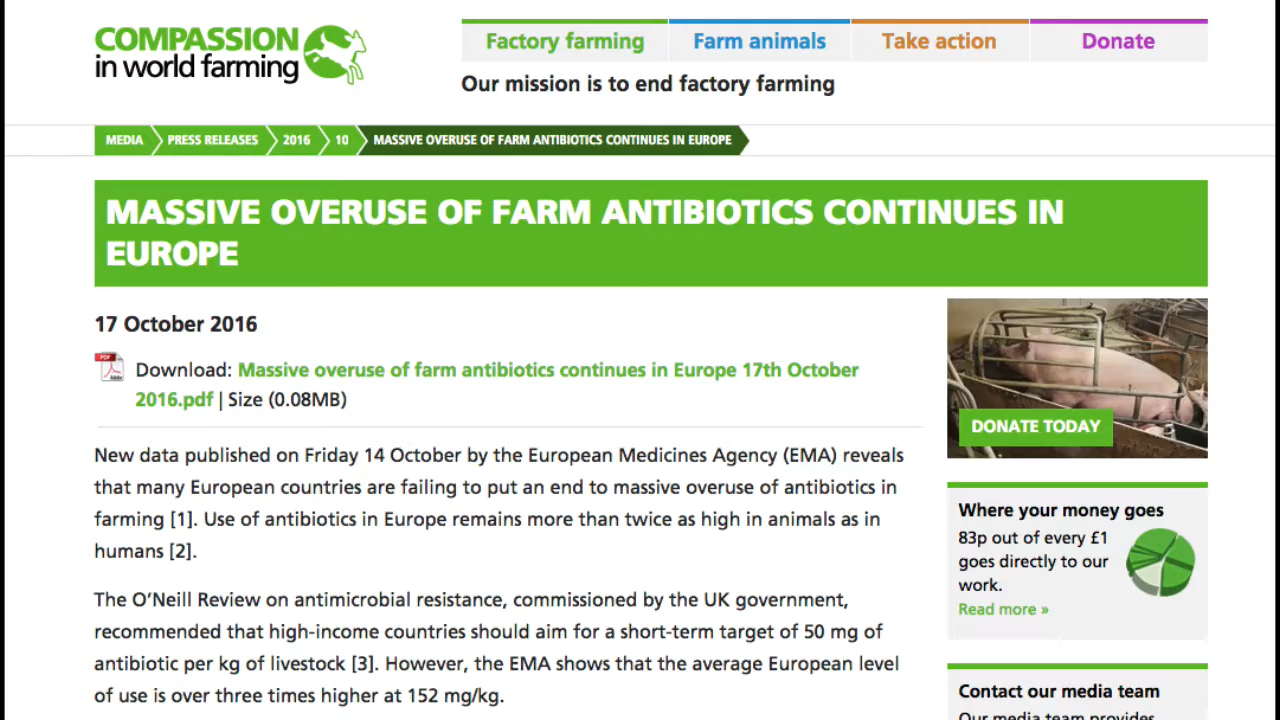 COMPASSION
in world farming
Factory farming
Farm animals
Take action
Donate
Our mission is to end factory farming
MEDIA
PRESS RELEASES
2016
10
MASSIVE OVERUSE OF FARM ANTIBIOTICS CONTINUES IN EUROPE
MASSIVE OVERUSE OF FARM ANTIBIOTICS CONTINUES IN
EUROPE
17 October 2016
PDF
Adobe
Download: Massive overuse of farm antibiotics continues in Europe 17th October
2016.pdf | Size (0.08MB)
New data published on Friday 14 October by the European Medicines Agency (EMA) reveals
that many European countries are failing to put an end to massive overuse of antibiotics in
farming [1]. Use of antibiotics in Europe remains more than twice as high in animals as in
humans [2].
The O’Neill Review on antimicrobial resistance, commissioned by the UK government,
recommended that high-income countries should aim for a short-term target of 50 mg of
antibiotic per kg of livestock [3]. However, the EMA shows that the average European level
of use is over three times higher at 152 mg/kg.
DONATE TODAY
Where your money goes
83p out of every £1
goes directly to our
work.
Read more »
Contact our media team
Our media team provides